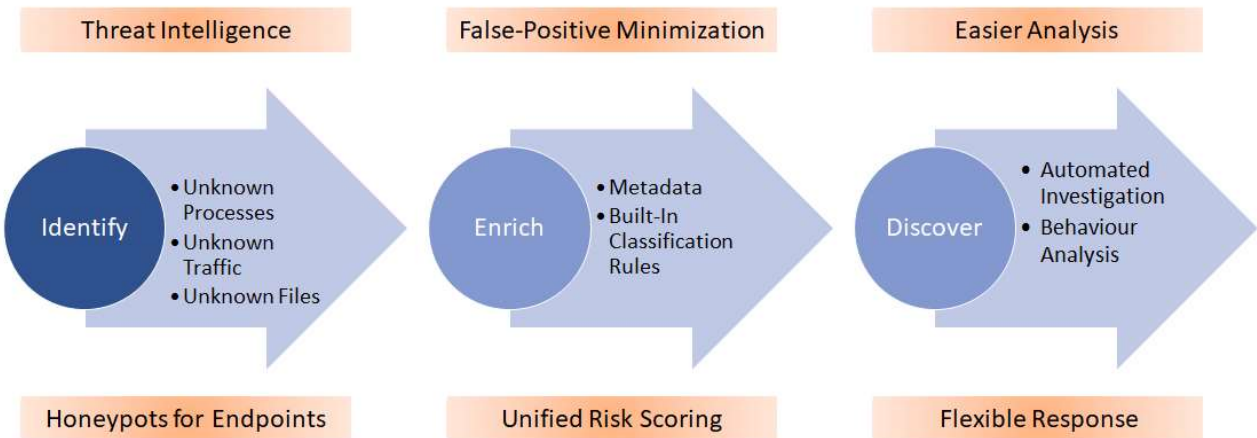 Threat Intelligence
False-Positive Minimization
Easier Analysis
Identify
• Unknown
Processes
• Unknown
Traffic
• Unknown Files
Enrich
• Metadata
• Built-In
Classification
Rules
Discover
• Automated
Investigation
• Behaviour
Analysis
Honeypots for Endpoints
Unified Risk Scoring
Flexible Response